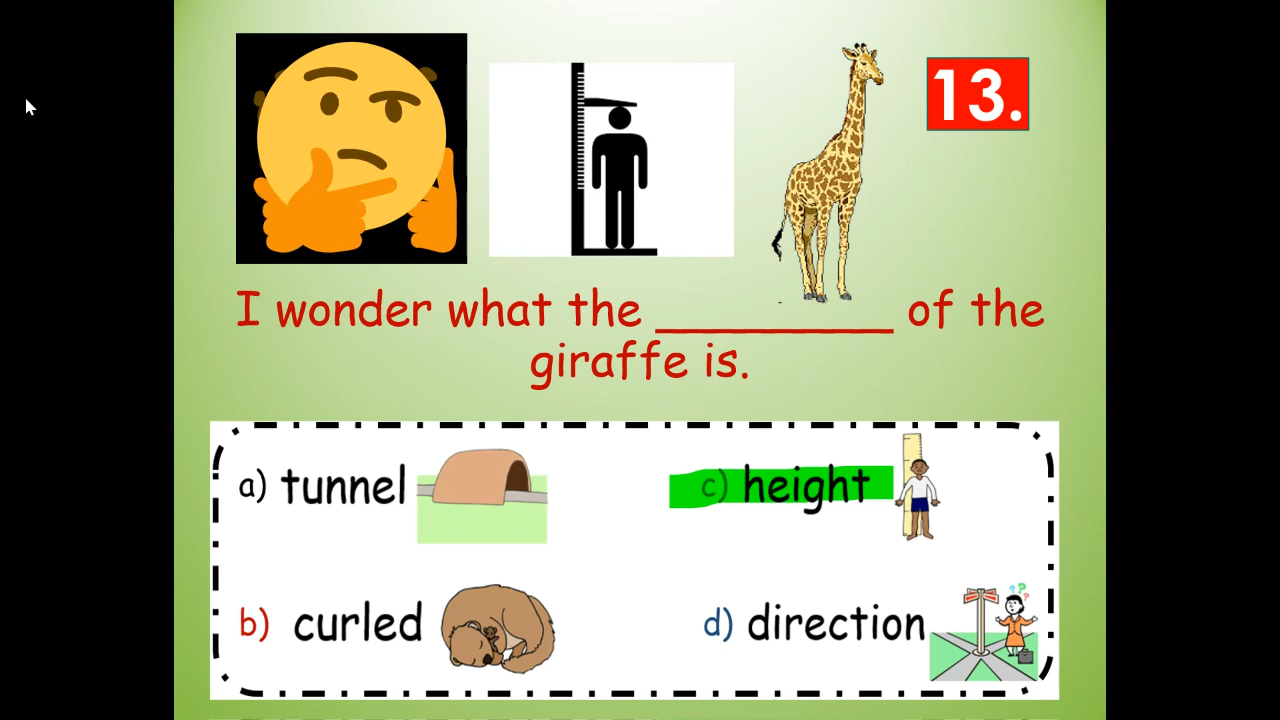 13.
I wonder what the _________ of the
giraffe is.
a) tunnel
c) height
b) curled
d) direction